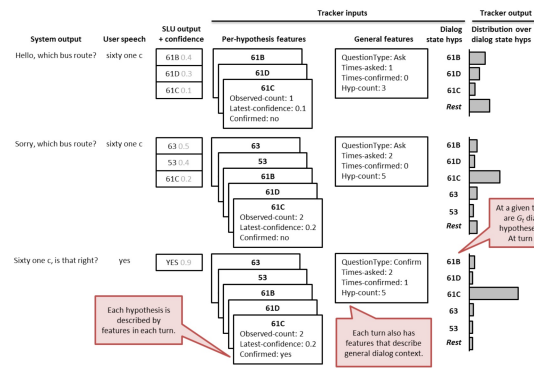 Tracker inputs
Tracker output
System output
User speech
SLU output
+ confidence
Per-hypothesis features
General features
Dialog
state hyps
Distribution over
dialog state hyps
Hello, which bus route?
sixty one c
61B 0.4
61D 0.3
61C 0.1
61B
61D
61C
Observed-count: 1
Latest-confidence: 0.1
Confirmed: no
QuestionType: Ask
Times-asked: 1
Times-confirmed: 0
Hyp-count: 3
61B
61D
61C
Rest
Sorry, which bus route?
sixty one c
63 0.5
53 0.4
61C 0.2
63
53
61B
61D
61C
Observed-count: 2
Latest-confidence: 0.2
Confirmed: no
QuestionType: Ask
Times-asked: 2
Times-confirmed: 0
Hyp-count: 5
61B
61D
61C
63
53
Rest
At a given t
are G
hypothese
At turn
Sixty one c, is that right?
yes
YES 0.9
63
53
61B
61D
61C
Observed-count: 2
Latest-confidence: 0.2
Confirmed: yes
QuestionType: Confirm
Times-asked: 2
Times-confirmed: 1
Hyp-count: 5
61B
61D
61C
63
53
Rest
Each hypothesis is
described by
features in each turn.
Each turn also has
features that describe
general dialog context.